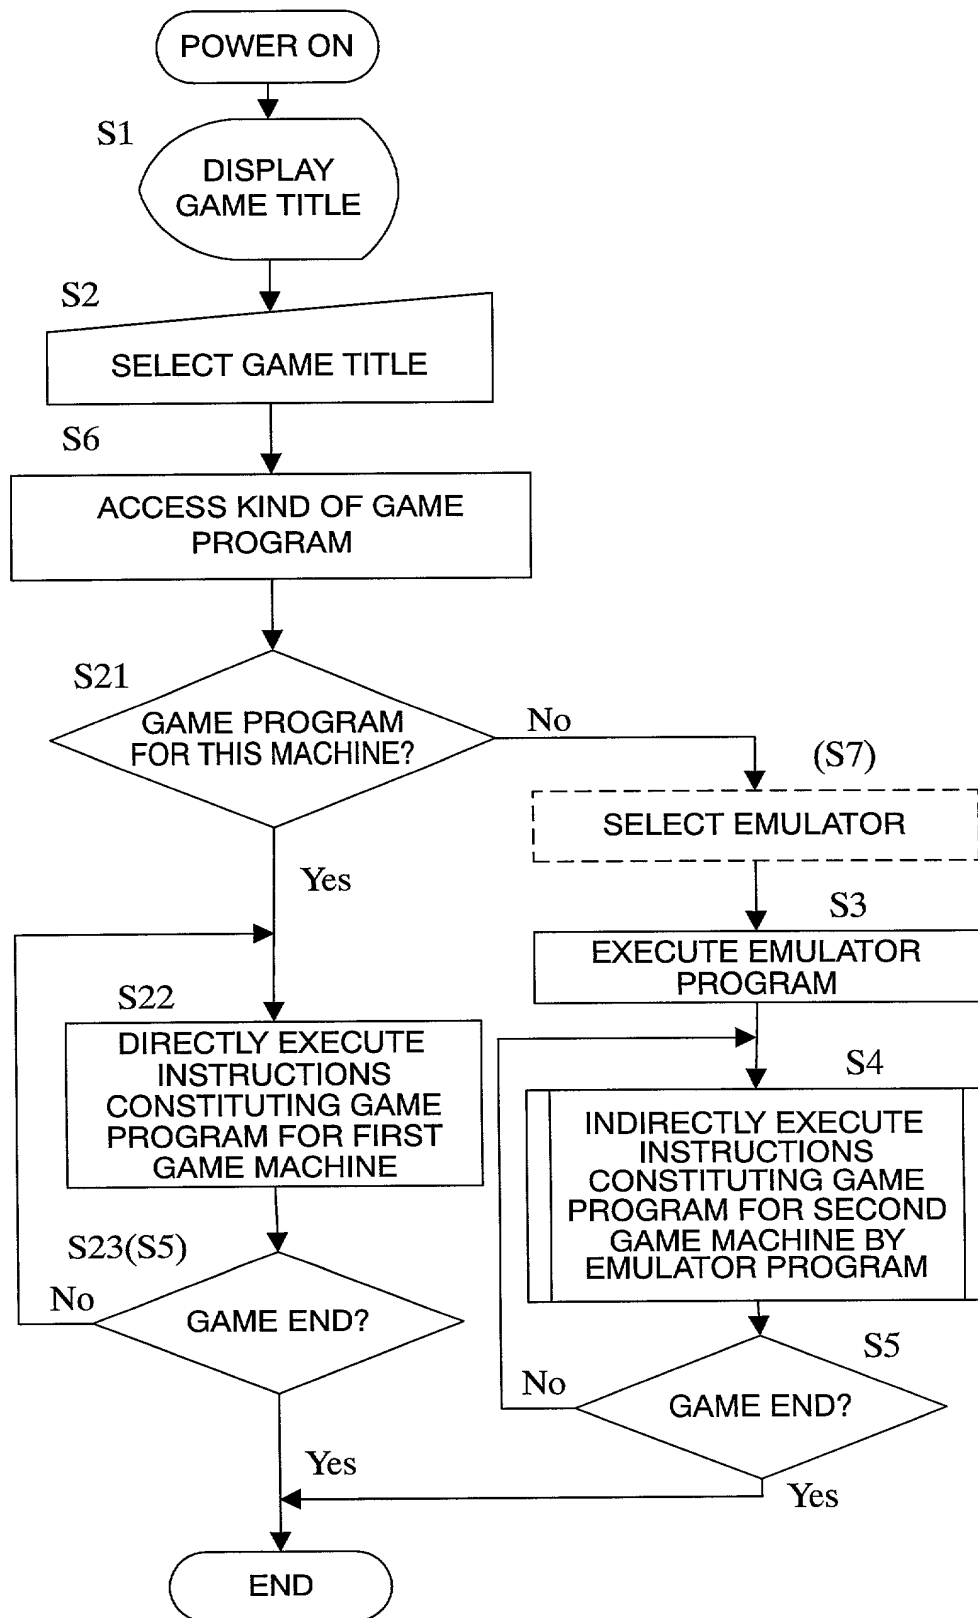 POWER ON
S1
DISPLAY
GAME TITLE
S2
SELECT GAME TITLE
S6
ACCESS KIND OF GAME
PROGRAM
S21
GAME PROGRAM
FOR THIS MACHINE?
No
Yes
(S7)
SELECT EMULATOR
S3
EXECUTE EMULATOR
PROGRAM
S22
DIRECTLY EXECUTE
INSTRUCTIONS
CONSTITUTING GAME
PROGRAM FOR FIRST
GAME MACHINE
S4
INDIRECTLY EXECUTE
INSTRUCTIONS
CONSTITUTING GAME
PROGRAM FOR SECOND
GAME MACHINE BY
EMULATOR PROGRAM
S23(S5)
No
GAME END?
Yes
S5
No
GAME END?
Yes
END